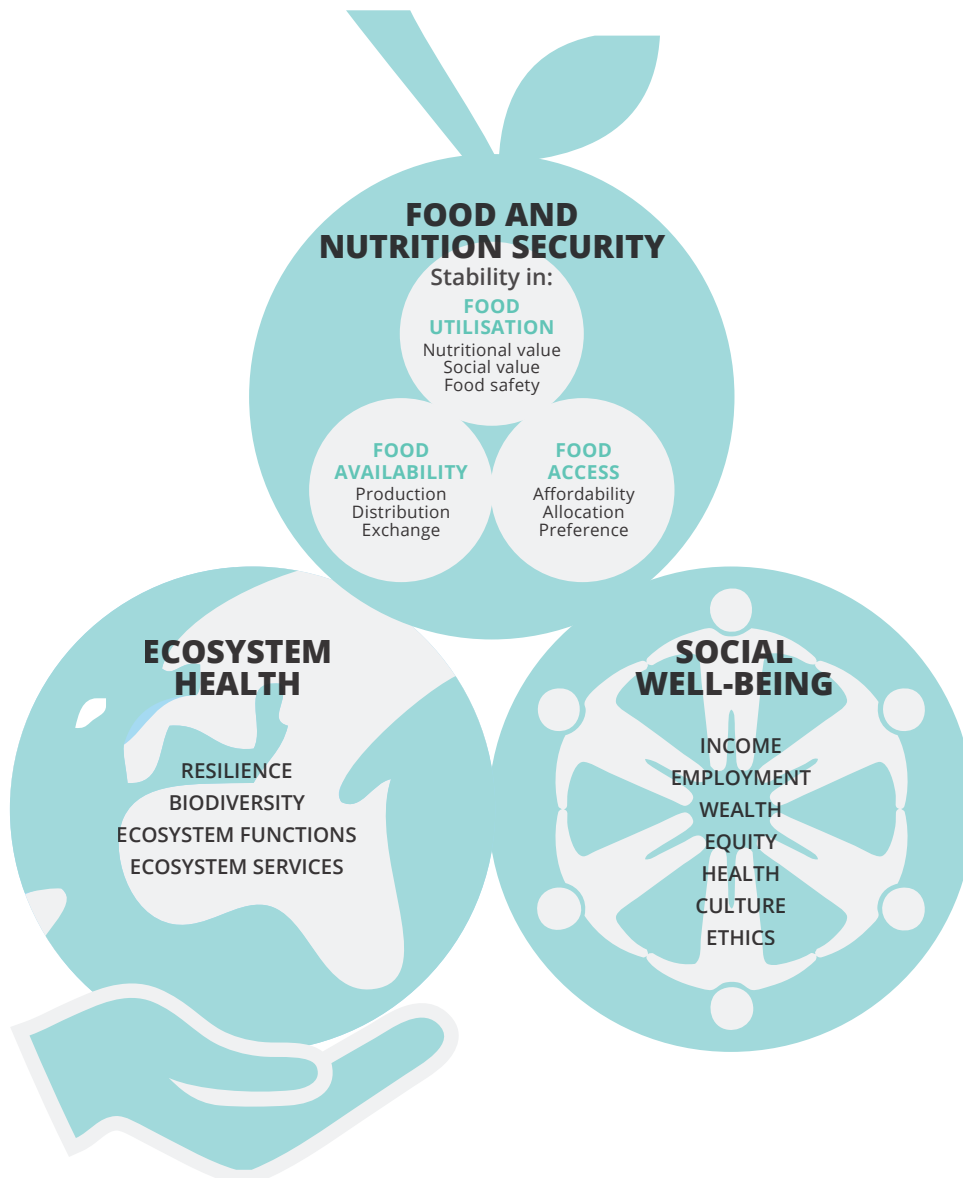 FOOD AND
NUTRITION SECURITY
Stability in:
FOOD
UTILISATION
Nutritional value
Social value
Food safety
FOOD
AVAILABILITY
Production
Distribution
Exchange
FOOD
ACCESS
Affordability
Allocation
Preference
ECOSYSTEM
HEALTH
RESILIENCE
BIODIVERSITY
ECOSYSTEM FUNCTIONS
ECOSYSTEM SERVICES
SOCIAL
WELL-BEING
INCOME
EMPLOYMENT
WEALTH
EQUITY
HEALTH
CULTURE
ETHICS